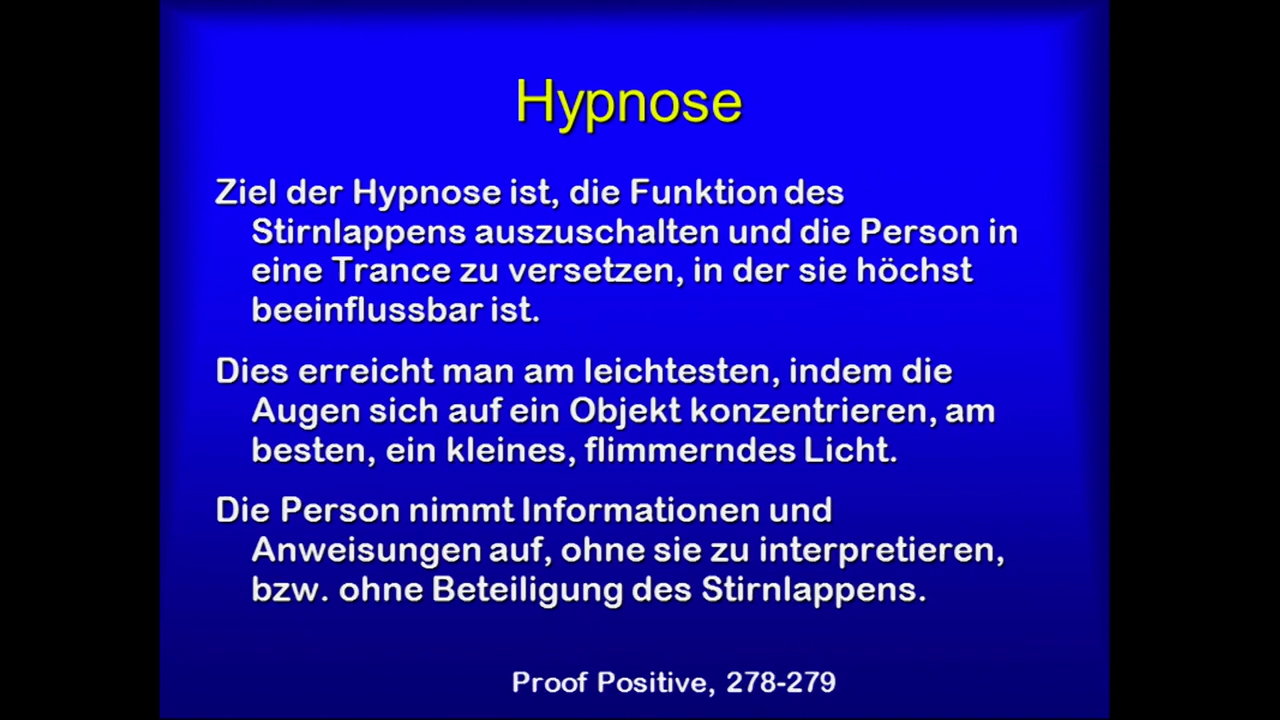 Hypnose
Ziel der Hypnose ist, die Funktion des
Stirnlappens auszuschalten und die Person in
eine Trance zu versetzen, in der sie höchst
beeinflussbar ist.
Dies erreicht man am leichtesten, indem die
Augen sich auf ein Objekt konzentrieren, am
besten, ein kleines, flimmerndes Licht.
Die Person nimmt Informationen und
Anweisungen auf, ohne sie zu interpretieren,
bzw. ohne Beteiligung des Stirnlappens.
Proof Positive, 278-279